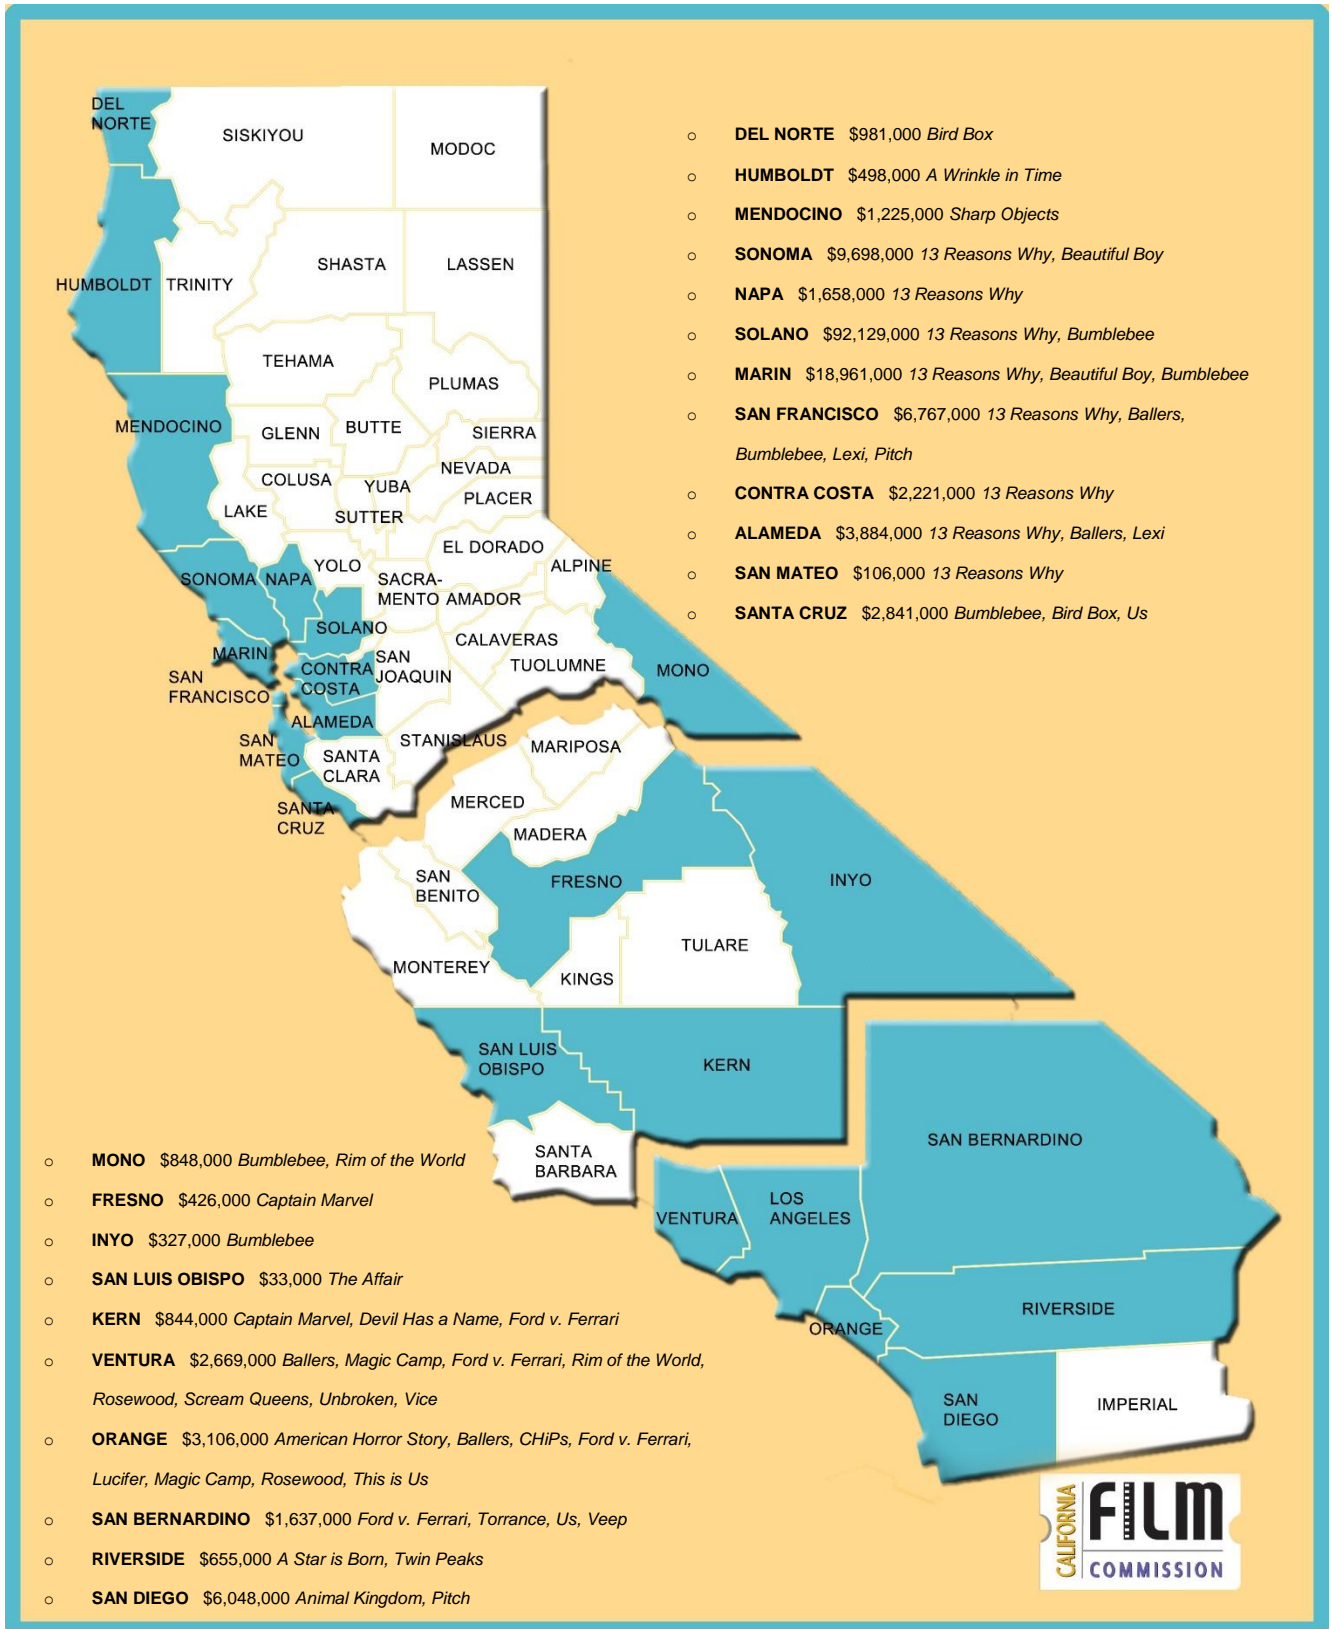 DEL
NORTE
SISKIYOU
MODOC
HUMBOLDT
TRINITY
SHASTA
LASSEN
TEHAMA
PLUMAS
MENDOCINO
GLENN
BUTTE
SIERRA
COLUSA
YUBA
NEVADA
PLACER
LAKE
SUTTER
EL DORADO
ALPINE
SONOMA
NAPA
YOLO
SACRA-
MENTO
AMADOR
SOLANO
CALAVERAS
TUOLUMNE
MONO
MARIN
SAN
FRANCISCO
CONTRA
COSTA
SAN
JOAQUIN
ALAMEDA
STANISLAUS
MARIPOSA
SAN
MATEO
SANTA
CLARA
SANTA
CRUZ
MERCED
MADERA
SAN
BENITO
FRESNO
INYO
MONTEREY
KINGS
TULARE
SAN LUIS
OBISPO
KERN
SANTA
BARBARA
VENTURA
LOS
ANGELES
SAN BERNARDINO
ORANGE
RIVERSIDE
SAN
DIEGO
IMPERIAL
DEL NORTE $981,000 Bird Box
HUMBOLDT $498,000 A Wrinkle in Time
MENDOCINO $1,225,000 Sharp Objects
SONOMA $9,698,000 13 Reasons Why, Beautiful Boy
NAPA $1,658,000 13 Reasons Why
SOLANO $92,129,000 13 Reasons Why, Bumblebee
MARIN $18,961,000 13 Reasons Why, Beautiful Boy, Bumblebee
SAN FRANCISCO $6,767,000 13 Reasons Why, Ballers,
Bumblebee, Lexi, Pitch
CONTRA COSTA $2,221,000 13 Reasons Why
ALAMEDA $3,884,000 13 Reasons Why, Ballers, Lexi
SAN MATEO $106,000 13 Reasons Why
SANTA CRUZ $2,841,000 Bumblebee, Bird Box, Us
MONO $848,000 Bumblebee, Rim of the World
FRESNO $426,000 Captain Marvel
INYO $327,000 Bumblebee
SAN LUIS OBISPO $33,000 The Affair
KERN $844,000 Captain Marvel, Devil Has a Name, Ford v. Ferrari
VENTURA $2,669,000 Ballers, Magic Camp, Ford v. Ferrari, Rim of the World,
Rosewood, Scream Queens, Unbroken, Vice
ORANGE $3,106,000 American Horror Story, Ballers, CHiPs, Ford v. Ferrari,
Lucifer, Magic Camp, Rosewood, This is Us
SAN BERNARDINO $1,637,000 Ford v. Ferrari, Torrance, Us, Veep
RIVERSIDE $655,000 A Star is Born, Twin Peaks
SAN DIEGO $6,048,000 Animal Kingdom, Pitch
CALIFORNIA
FILM
COMMISSION